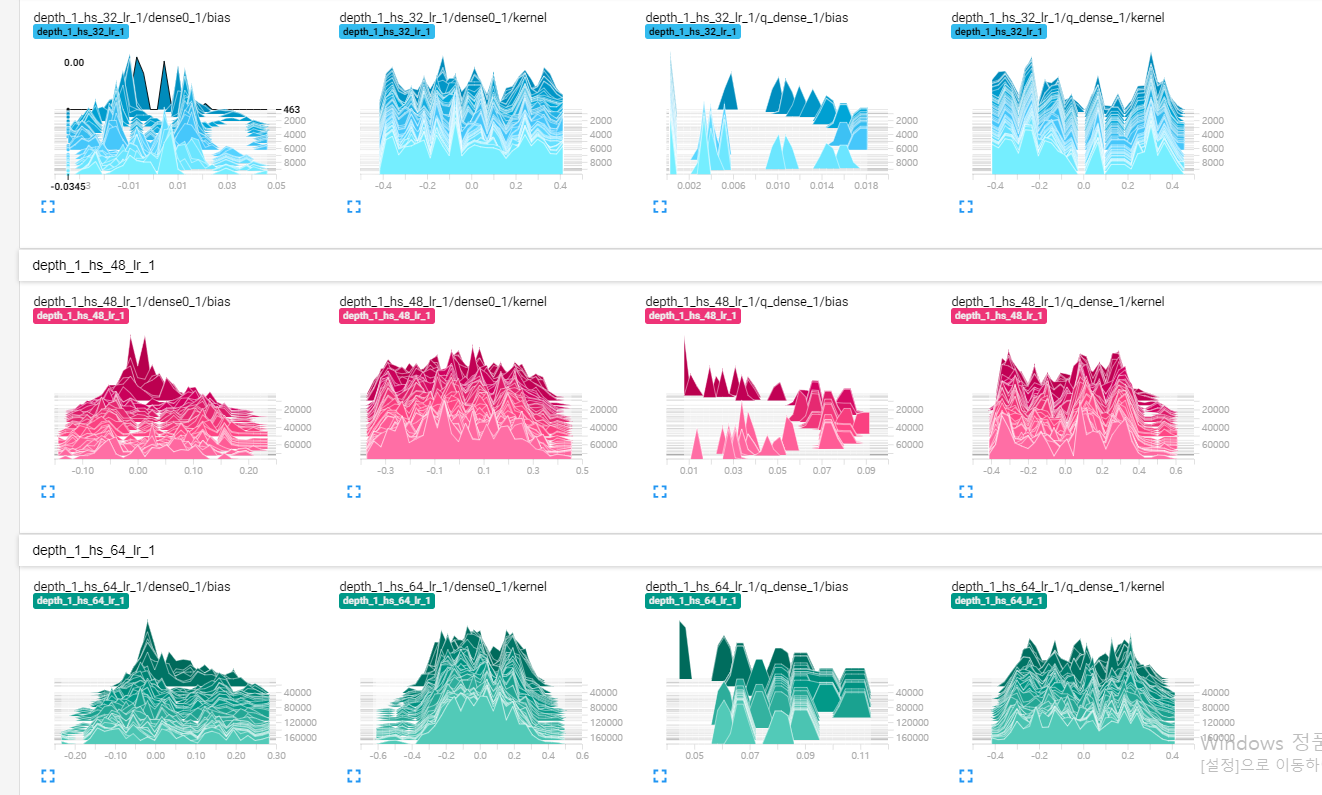 depth_1_hs_32_lr_1/dense0_1/bias
depth_1_hs_32_lr_1
0.00
463
2000
4000
6000
8000
-0.0345
3 -0.01 0.01 0.03 0.05
depth_1_hs_32_lr_1/dense0_1/kernel
depth_1_hs_32_lr_1
2000
4000
6000
8000
-0.4 -0.2 0.0 0.2 0.4
depth_1_hs_32_lr_1/q_dense_1/bias
depth_1_hs_32_lr_1
2000
4000
6000
8000
0.002 0.006 0.010 0.014 0.018
depth_1_hs_32_lr_1/q_dense_1/kernel
depth_1_hs_32_lr_1
2000
4000
6000
8000
-0.4 -0.2 0.0 0.2 0.4
depth_1_hs_48_lr_1
depth_1_hs_48_lr_1/dense0_1/bias
depth_1_hs_48_lr_1
20000
40000
60000
-0.10 0.00 0.10 0.20
depth_1_hs_48_lr_1/dense0_1/kernel
depth_1_hs_48_lr_1
20000
40000
60000
-0.3 -0.1 0.1 0.3 0.5
depth_1_hs_48_lr_1/q_dense_1/bias
depth_1_hs_48_lr_1
20000
40000
60000
0.01 0.03 0.05 0.07 0.09
depth_1_hs_48_lr_1/q_dense_1/kernel
depth_1_hs_48_lr_1
20000
40000
60000
-0.4 -0.2 0.0 0.2 0.4 0.6
depth_1_hs_64_lr_1
depth_1_hs_64_lr_1/dense0_1/bias
depth_1_hs_64_lr_1
40000
80000
120000
160000
-0.20 -0.10 0.00 0.10 0.20 0.30
depth_1_hs_64_lr_1/dense0_1/kernel
depth_1_hs_64_lr_1
40000
80000
120000
160000
-0.6 -0.4 -0.2 0.0 0.2 0.4 0.6
depth_1_hs_64_lr_1/q_dense_1/bias
depth_1_hs_64_lr_1
40000
80000
120000
160000
0.05 0.07 0.09 0.11
depth_1_hs_64_lr_1/q_dense_1/kernel
depth_1_hs_64_lr_1
40000
80000
120000
160000
-0.4 -0.2 0.0 0.2 0.4
Windows 정품
[설정]으로 이동하